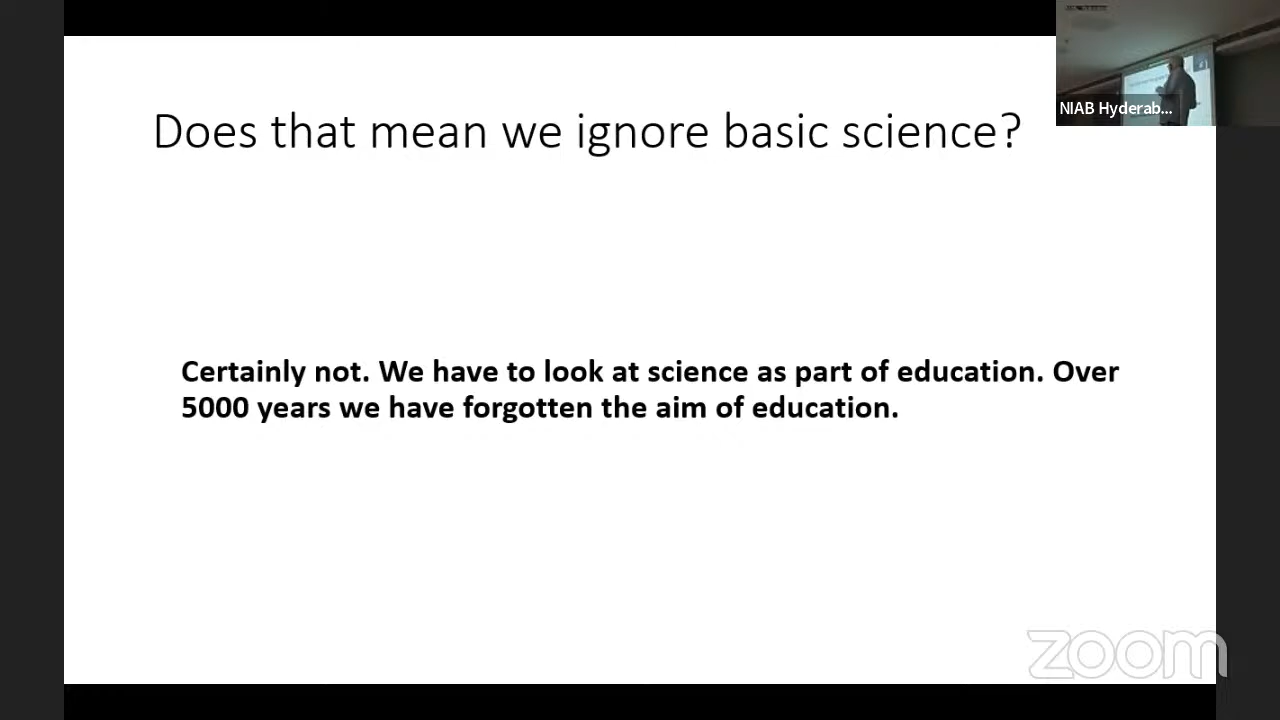 Does that mean we ignore basic science?
NIAB Hyderab...
Certainly not. We have to look at science as part of education. Over
5000 years we have forgotten the aim of education.
zoom